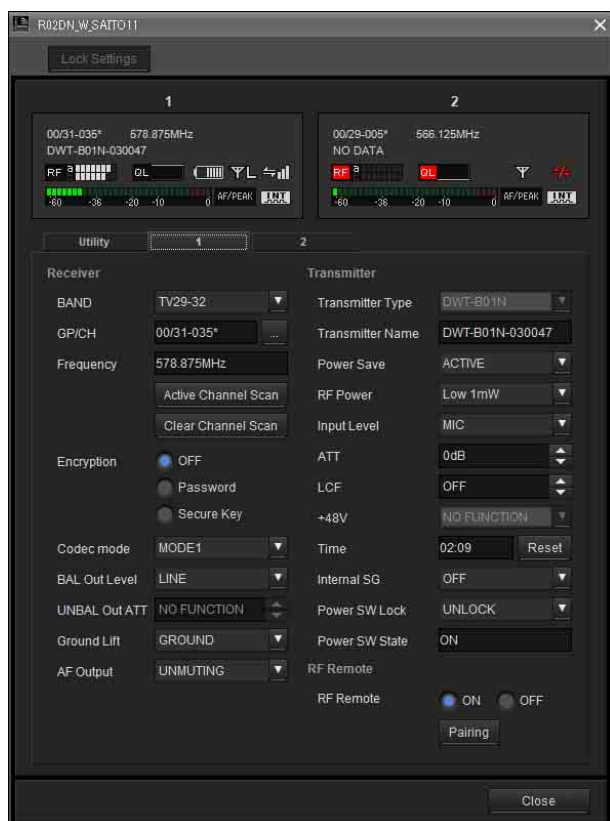 R02DN_W_SAITO11
Lock Settings
1
00/31-035* 578.875MHz
DWT-B01N-030047
RF a QL L
-60 -36 -20 -10 0 AF/PEAK INT
2
00/29-005* 566.125MHz
NO DATA
RF a QL
-60 -36 -20 -10 0 AF/PEAK INT
Utility 1 2
Receiver
BAND TV29-32
GP/CH 00/31-035* ...
Frequency 578.875MHz
Active Channel Scan
Clear Channel Scan
Encryption OFF
Password
Secure Key
Codec mode MODE1
BAL Out Level LINE
UNBAL Out ATT NO FUNCTION
Ground Lift GROUND
AF Output UNMUTING
Transmitter
Transmitter Type DWT-B01N
Transmitter Name DWT-B01N-030047
Power Save ACTIVE
RF Power Low 1mW
Input Level MIC
ATT 0dB
LCF OFF
+48V NO FUNCTION
Time 02:09 Reset
Internal SG OFF
Power SW Lock UNLOCK
Power SW State ON
RF Remote
RF Remote ON OFF
Pairing
Close